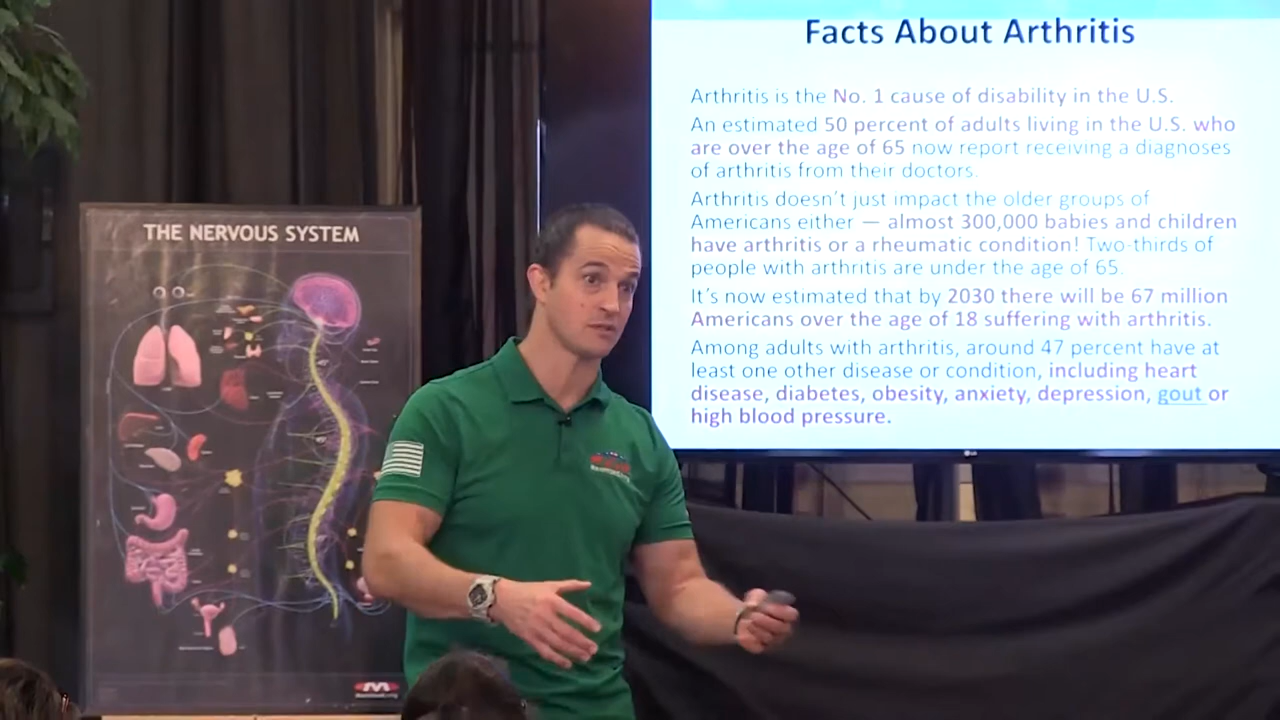 Facts About Arthritis
Arthritis is the No. 1 cause of disability in the U.S.
An estimated 50 percent of adults living in the U.S. who
are over the age of 65 now report receiving a diagnoses
of arthritis from their doctors.
Arthritis doesn't just impact the older groups of
Americans either — almost 300,000 babies and children
have arthritis or a rheumatic condition! Two-thirds of
people with arthritis are under the age of 65.
It's now estimated that by 2030 there will be 67 million
Americans over the age of 18 suffering with arthritis.
Among adults with arthritis, around 47 percent have at
least one other disease or condition, including heart
disease, diabetes, obesity, anxiety, depression, gout or
high blood pressure.
THE NERVOUS SYSTEM